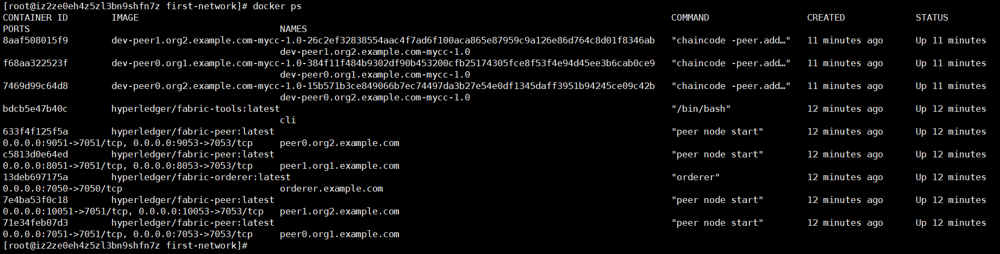 [root@iz2ze0eh4z5zl3bn9shfn7z first-network]# docker ps
CONTAINER ID        IMAGE                                                                                                  COMMAND                  CREATED             STATUS
PORTS                                              NAMES
8aaf508015f9        dev-peer1.org2.example.com-mycc-1.0-26c2ef32838554aac4f7ad6f100aca865e87959c9a126e86d764c8d01f8346ab   "chaincode -peer.add…"   11 minutes ago      Up 11 minutes
                                                   dev-peer1.org2.example.com-mycc-1.0
f68aa322523f        dev-peer0.org1.example.com-mycc-1.0-384f11f484b9302df90b453200cfb25174305fce8f53f4e94d45ee3b6cab0ce9   "chaincode -peer.add…"   11 minutes ago      Up 11 minutes
                                                   dev-peer0.org1.example.com-mycc-1.0
7469d99c64d8        dev-peer0.org2.example.com-mycc-1.0-15b571b3ce849066b7ec74497da3b27e54e0df1345daff3951b94245ce09c42b   "chaincode -peer.add…"   11 minutes ago      Up 11 minutes
                                                   dev-peer0.org2.example.com-mycc-1.0
bdcb5e47b40c        hyperledger/fabric-tools:latest                                                                        "/bin/bash"              12 minutes ago      Up 12 minutes
                                                   cli
633f4f125f5a        hyperledger/fabric-peer:latest                                                                         "peer node start"        12 minutes ago      Up 12 minutes
0.0.0.0:9051->7051/tcp, 0.0.0.0:9053->7053/tcp     peer0.org2.example.com
c5813d0e64ed        hyperledger/fabric-peer:latest                                                                         "peer node start"        12 minutes ago      Up 12 minutes
0.0.0.0:8051->7051/tcp, 0.0.0.0:8053->7053/tcp     peer1.org1.example.com
13deb697175a        hyperledger/fabric-orderer:latest                                                                      "orderer"                12 minutes ago      Up 12 minutes
0.0.0.0:7050->7050/tcp                             orderer.example.com
7e4ba53f0c18        hyperledger/fabric-peer:latest                                                                         "peer node start"        12 minutes ago      Up 12 minutes
0.0.0.0:10051->7051/tcp, 0.0.0.0:10053->7053/tcp   peer1.org2.example.com
71e34feb07d3        hyperledger/fabric-peer:latest                                                                         "peer node start"        12 minutes ago      Up 12 minutes
0.0.0.0:7051->7051/tcp, 0.0.0.0:7053->7053/tcp     peer0.org1.example.com
[root@iz2ze0eh4z5zl3bn9shfn7z first-network]#